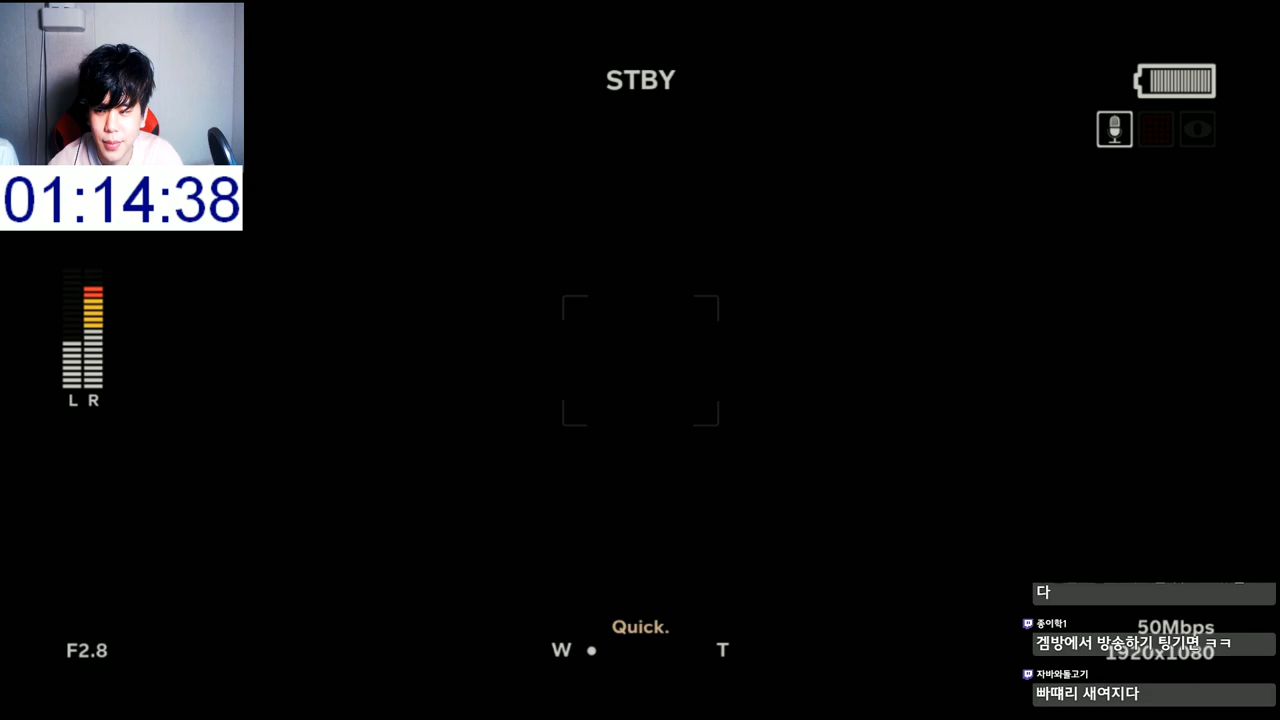 STBY
01:14:38
L R
Quick.
F2.8
W
T
50Mbps
1920x1080
다
종이학1
겜방에서 방송하기 팅기면 ㅋㅋ
자바와돌고기
빠떄리 새여지다